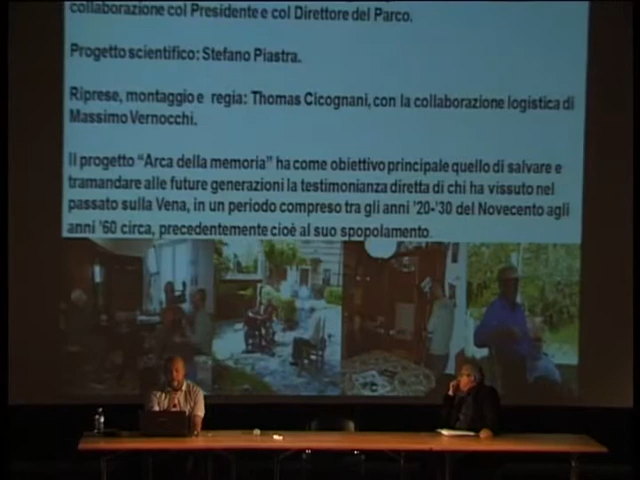 collaborazione col Presidente e col Direttore del Parco.
Progetto scientifico: Stefano Piastra.
Riprese, montaggio e regia: Thomas Cicognani, con la collaborazione logistica di
Massimo Vernocchi.
Il progetto "Arca della memoria" ha come obiettivo principale quello di salvare e
tramandare alle future generazioni la testimonianza diretta di chi ha vissuto nel
passato sulla Vena, in un periodo compreso tra gli anni '20-'30 del Novecento agli
anni '60 circa, precedentemente cioè al suo spopolamento.